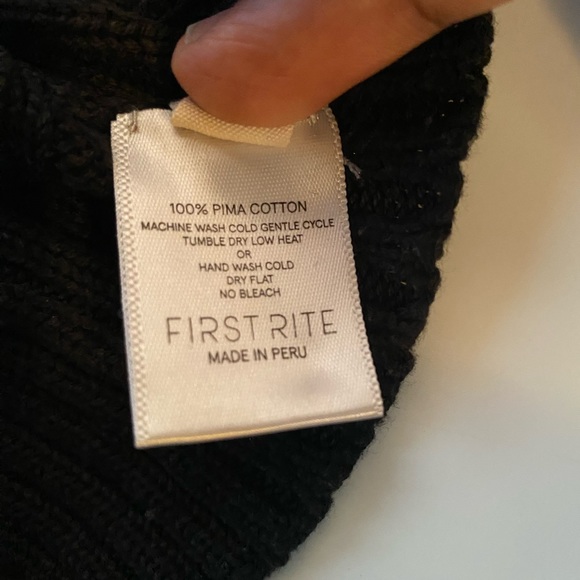 100% PIMA COTTON
MACHINE WASH COLD GENTLE CYCLE
TUMBLE DRY LOW HEAT
OR
HAND WASH COLD
DRY FLAT
NO BLEACH
FIRST RITE
MADE IN PERU